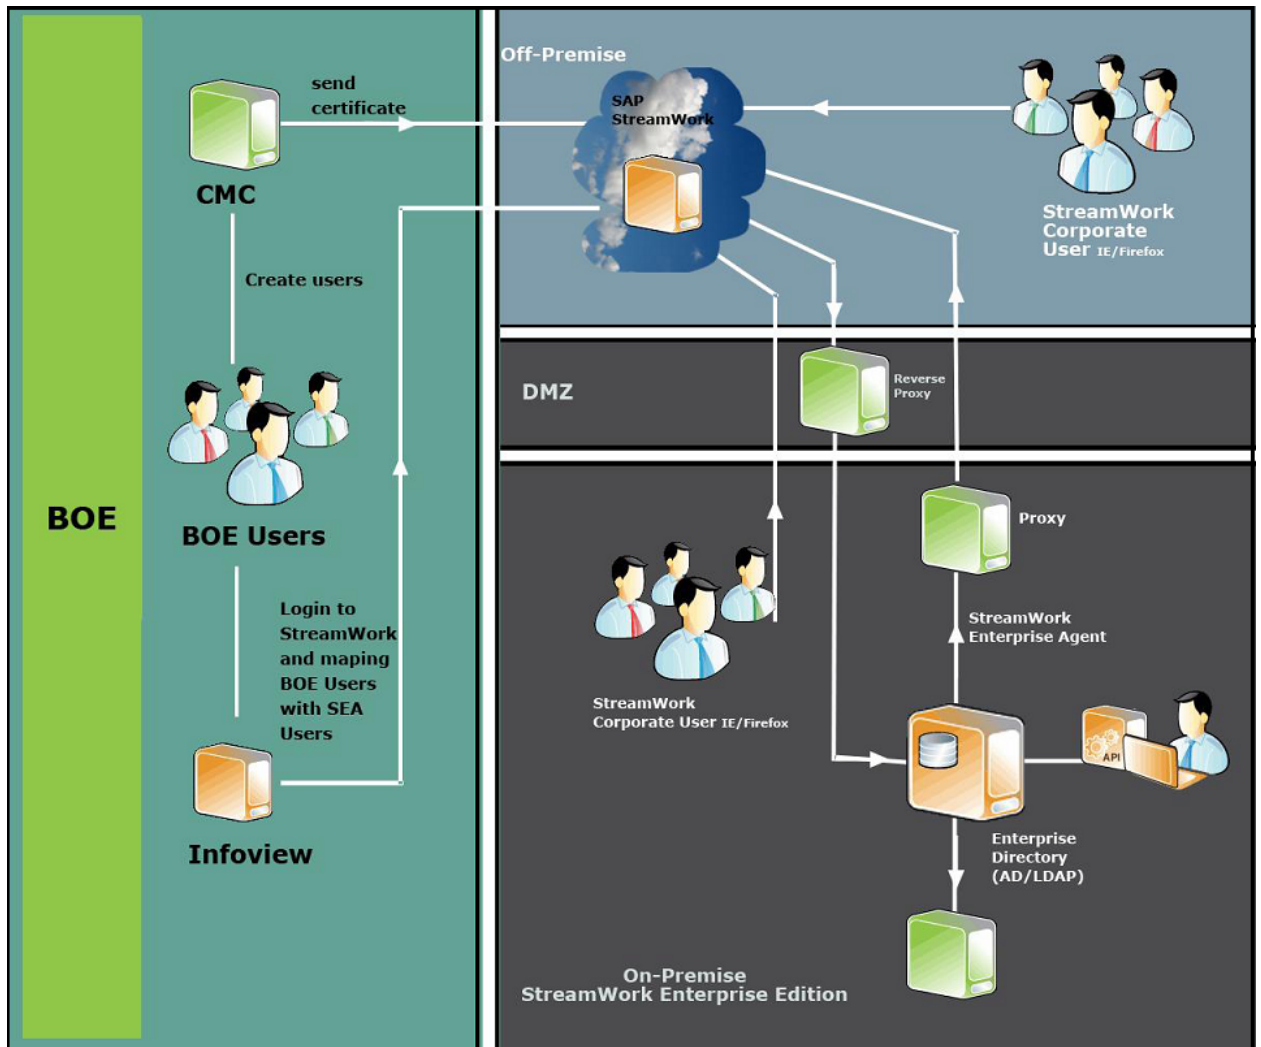 BOE
send
certificate
CMC
Create users
BOE Users
Login to
StreamWork
and maping
BOE Users
with SEA
Users
Infoview
Off-Premise
SAP
StreamWork
StreamWork
Corporate
User IE/Firefox
DMZ
Reverse
Proxy
Proxy
StreamWork
Enterprise Agent
StreamWork
Corporate User IE/Firefox
API
Enterprise
Directory
(AD/LDAP)
On-Premise
StreamWork Enterprise Edition